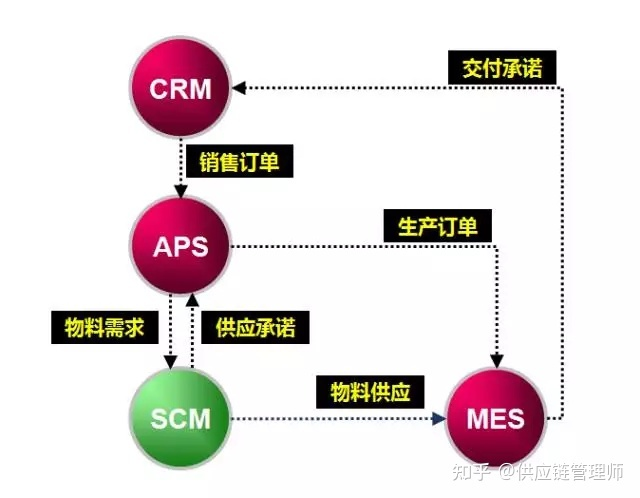 交付承诺
CRM
销售订单
APS
生产订单
物料需求
供应承诺
物料供应
SCM
MES
知乎 @供应链管理师